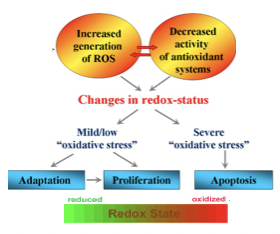 Increased
generation
of ROS
Decreased
activity
of antioxidant
systems
Changes in redox-status
Mild/low
“oxidative stress”
Severe
“oxidative stress”
Adaptation
Proliferation
Apoptosis
reduced
oxidized
Redox State